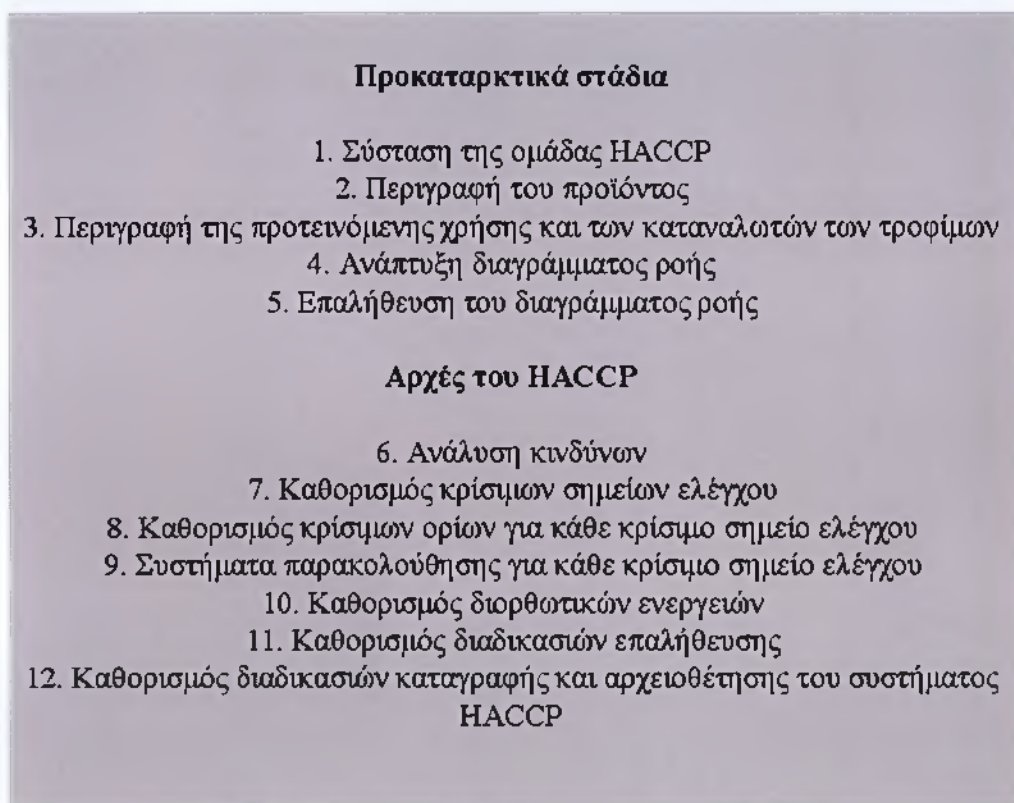 Προκαταρκτικά στάδια
1. Σύσταση της ομάδας HACCP
2. Περιγραφή του προϊόντος
3. Περιγραφή της προτεινόμενης χρήσης και των καταναλωτών των τροφίμων
4. Ανάπτυξη διαγράμματος ροής
5. Επαλήθευση του διαγράμματος ροής
Αρχές του HACCP
6. Ανάλυση κινδύνων
7. Καθορισμός κρίσιμων σημείων ελέγχου
8. Καθορισμός κρίσιμων ορίων για κάθε κρίσιμο σημείο ελέγχου
9. Συστήματα παρακολούθησης για κάθε κρίσιμο σημείο ελέγχου
10. Καθορισμός διορθωτικών ενεργειών
11. Καθορισμός διαδικασιών επαλήθευσης
12. Καθορισμός διαδικασιών καταγραφής και αρχειοθέτησης του συστήματος
HACCP